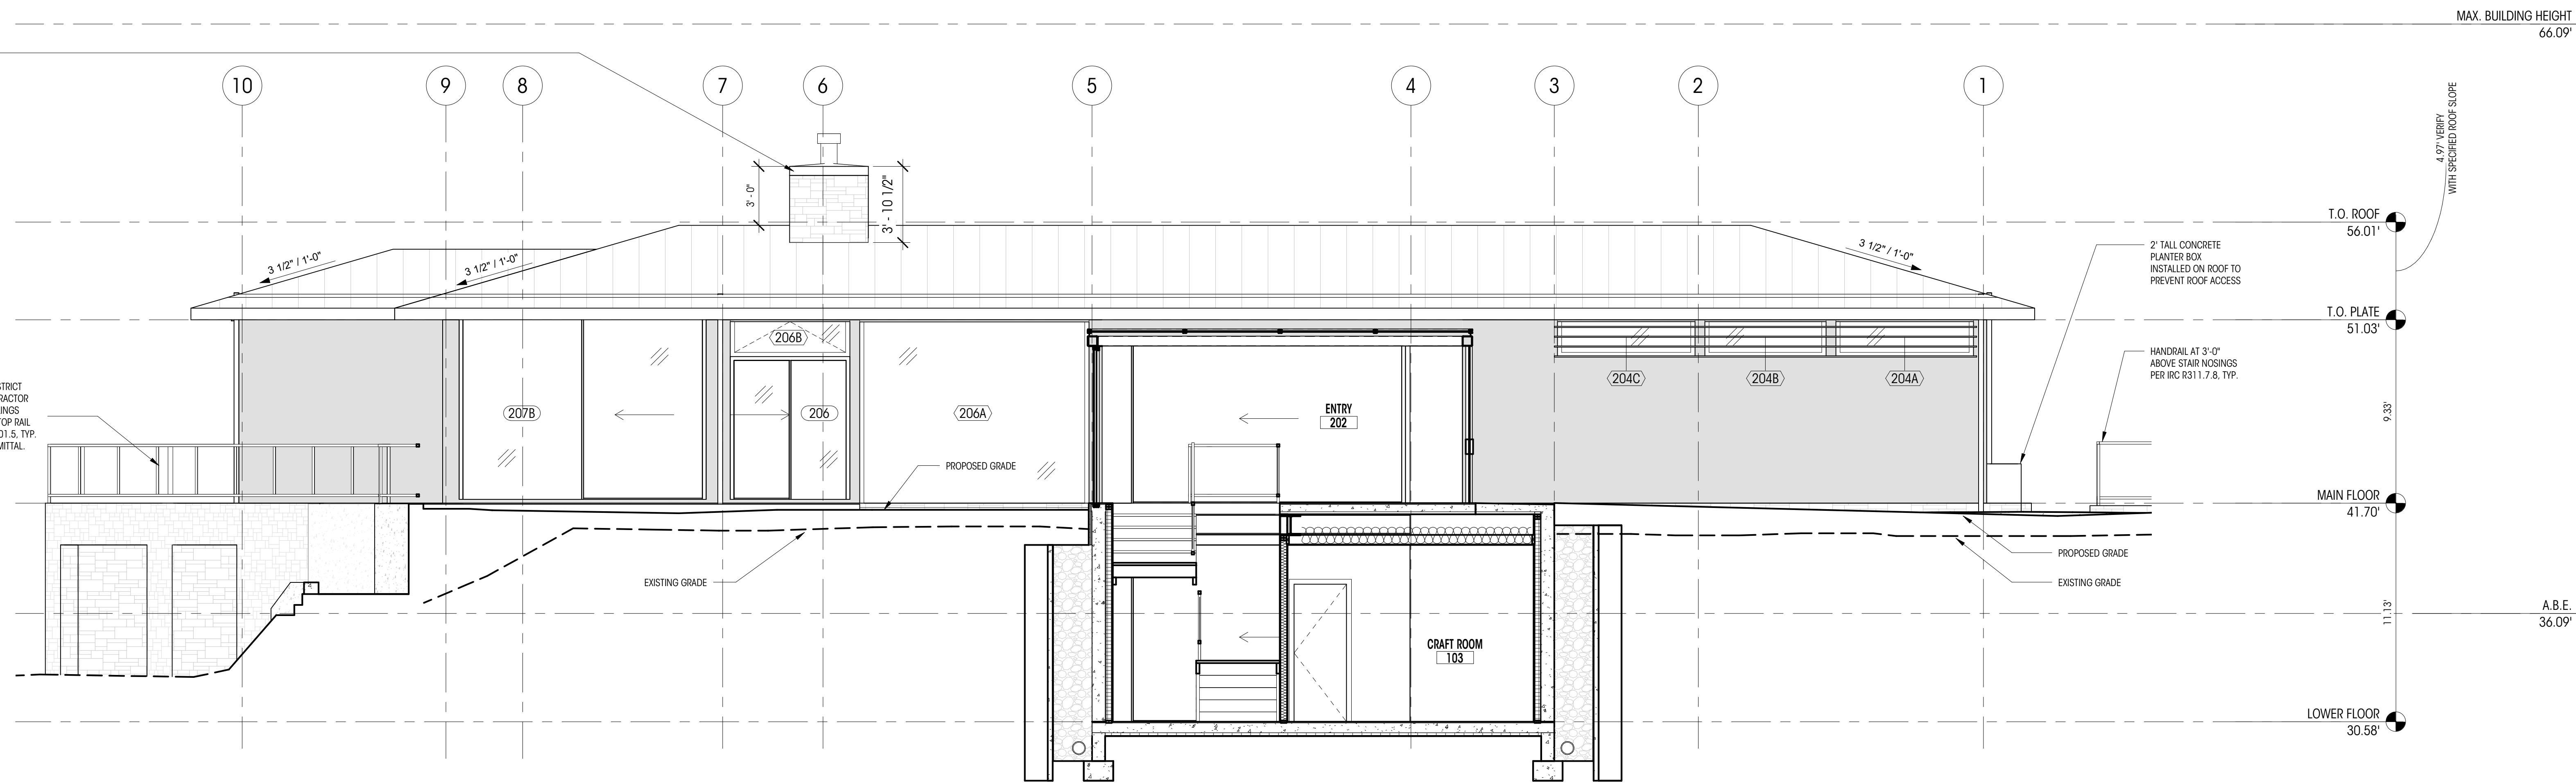 MAX. BUILDING HEIGHT
66.09'
10
9
8
7
6
5
4
3
2
1
4.97' VERIFY
WITH SPECIFIED ROOF SLOPE
3' - 0"
3' - 10 1/2"
T.O. ROOF
56.01'
3 1/2" / 1'-0"
3 1/2" / 1'-0"
3 1/2" / 1'-0"
2' TALL CONCRETE
PLANTER BOX
INSTALLED ON ROOF TO
PREVENT ROOF ACCESS
T.O. PLATE
51.03'
206B
HANDRAIL AT 3'-0"
ABOVE STAIR NOSINGS
PER IRC R311.7.8, TYP.
204C
204B
204A
STRICT
RACTOR
INGS
TOP RAIL
01.5, TYP.
MITTAL.
207B
206
206A
ENTRY
202
9.33'
PROPOSED GRADE
MAIN FLOOR
41.70'
PROPOSED GRADE
EXISTING GRADE
EXISTING GRADE
11.13'
A.B.E.
36.09'
CRAFT ROOM
103
LOWER FLOOR
30.58'